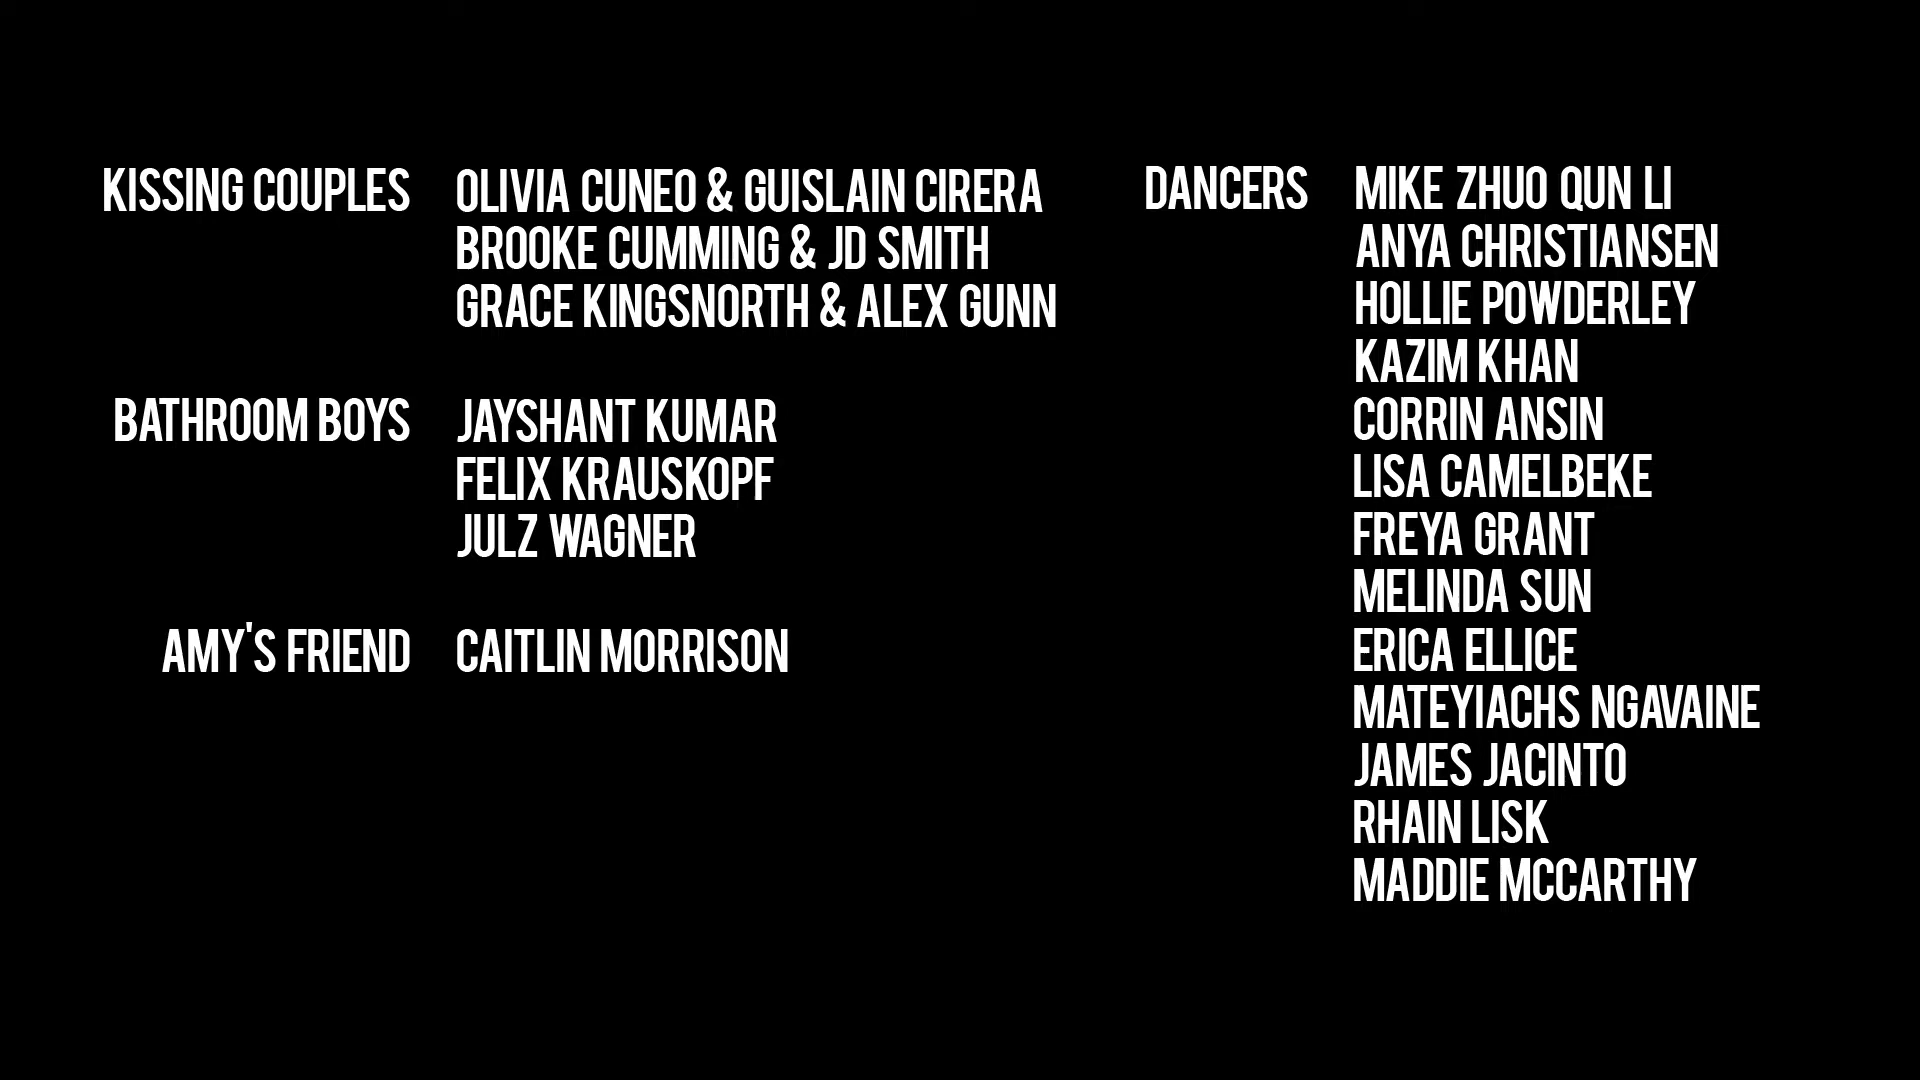 KISSING COUPLES OLIVIA CUNEO & GUISLAIN CIRERA
BROOKE CUMMING & JD SMITH
GRACE KINGSNORTH & ALEX GUNN
BATHROOM BOYS JAYSHANT KUMAR
FELIX KRAUSKOPF
JULZ WAGNER
AMY'S FRIEND CAITLIN MORRISON
DANCERS MIKE ZHUO QUN LI
ANYA CHRISTIANSEN
HOLLIE POWDERLEY
KAZIM KHAN
CORRIN ANSIN
LISA CAMELBEKE
FREYA GRANT
MELINDA SUN
ERICA ELLICE
MATEYIACHS NGAVAINE
JAMES JACINTO
RHAIN LISK
MADDIE MCCARTHY